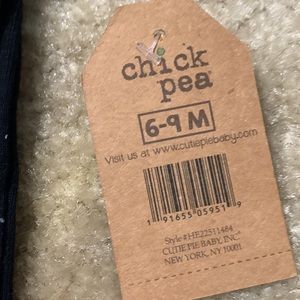 chick
pea
6-9 M
Visit us at www.cutiepiebaby.com
1 91655 05951 9
Style # HE22511484
CUTIE PIE BABY, INC.
NEW YORK, NY 10001